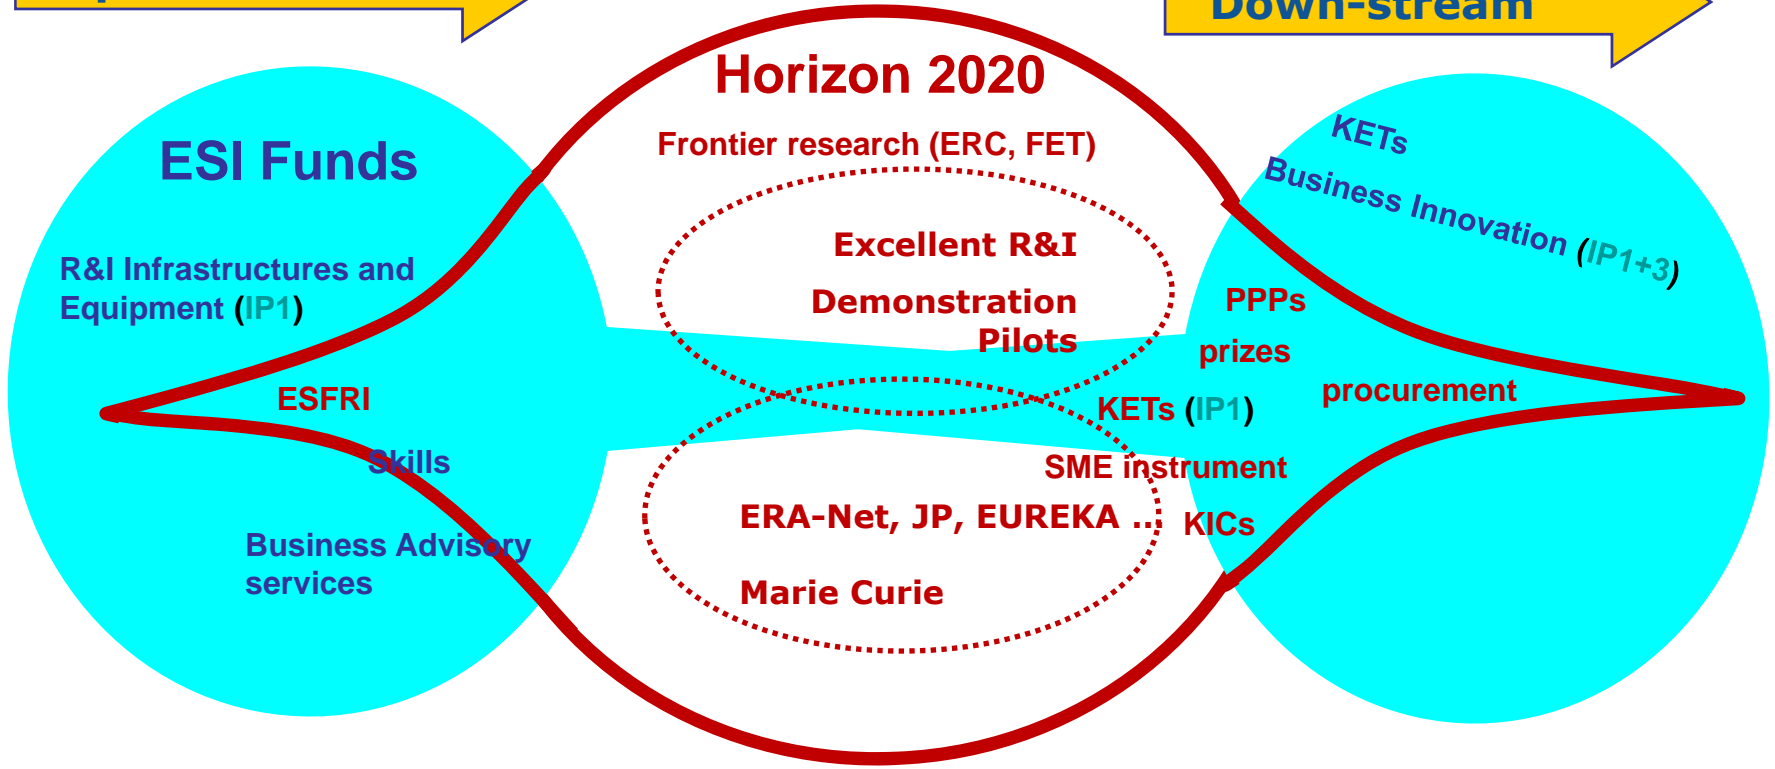 Down-stream
Horizon 2020
Frontier research (ERC, FET)
ESI Funds
R&I Infrastructures and
Equipment (IP1)
ESFRI
Skills
Business Advisory
services
Excellent R&I
Demonstration
Pilots
ERA-Net, JP, EUREKA ...
Marie Curie
KETs
Business Innovation (IP1+3)
PPPs
prizes
procurement
KETs (IP1)
SME instrument
KICs